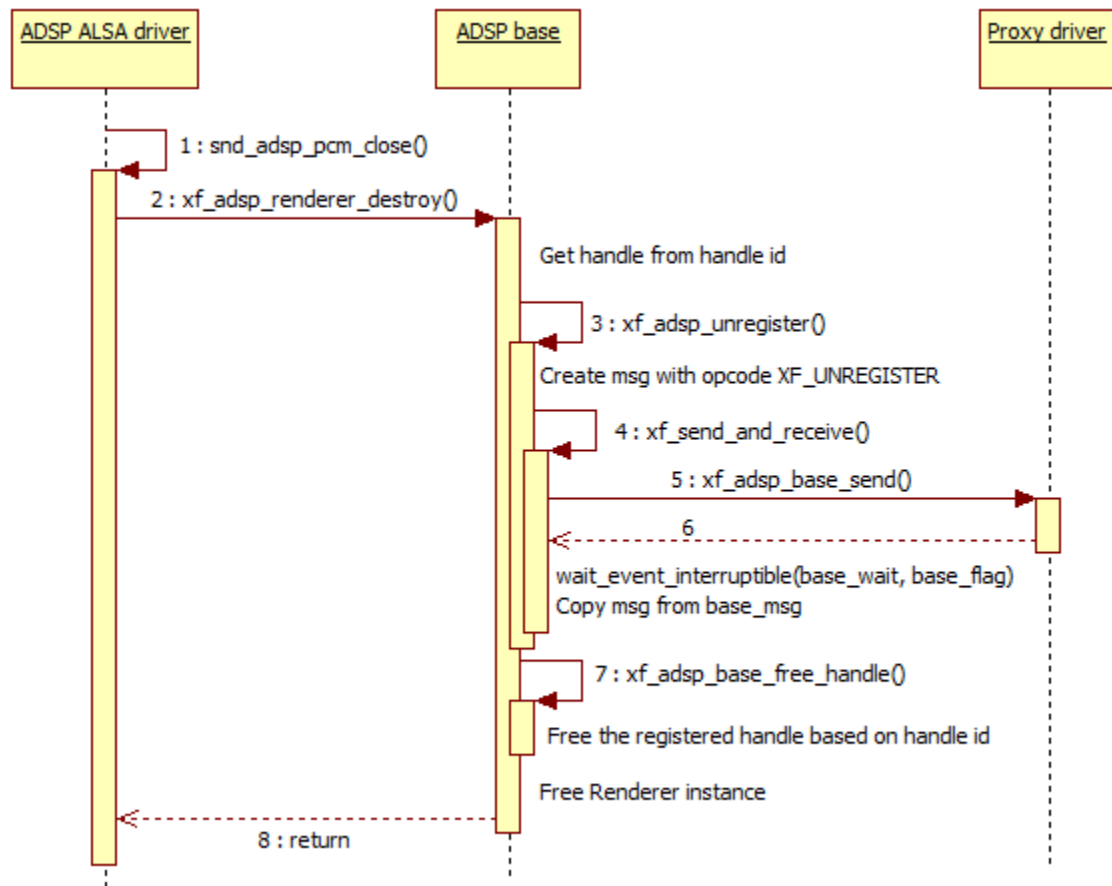 ADSP ALSA driver
ADSP base
Proxy driver
1 : snd_adsp_pcm_close()
2 : xf_adsp_renderer_destroy()
Get handle from handle id
3 : xf_adsp_unregister()
Create msg with opcode XF_UNREGISTER
4 : xf_send_and_receive()
5 : xf_adsp_base_send()
6
wait_event_interruptible(base_wait, base_flag)
Copy msg from base_msg
7 : xf_adsp_base_free_handle()
Free the registered handle based on handle id
Free Renderer instance
8 : return